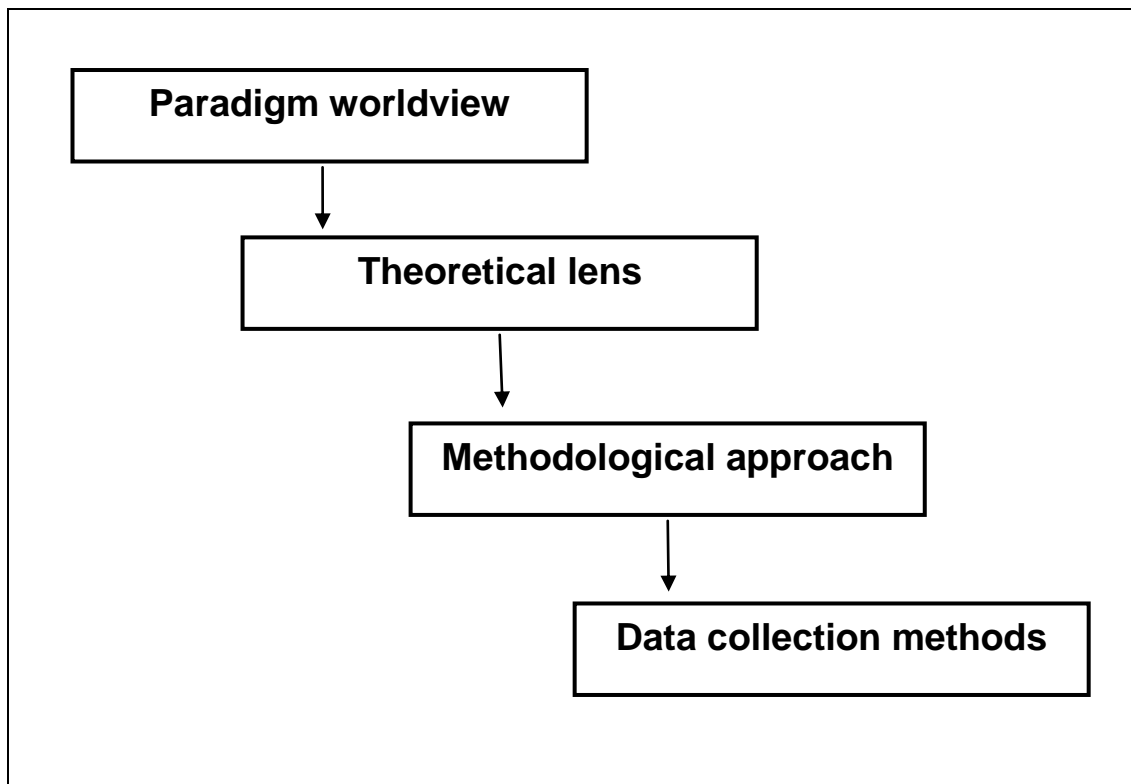 Paradigm worldview
Theoretical lens
Methodological approach
Data collection methods